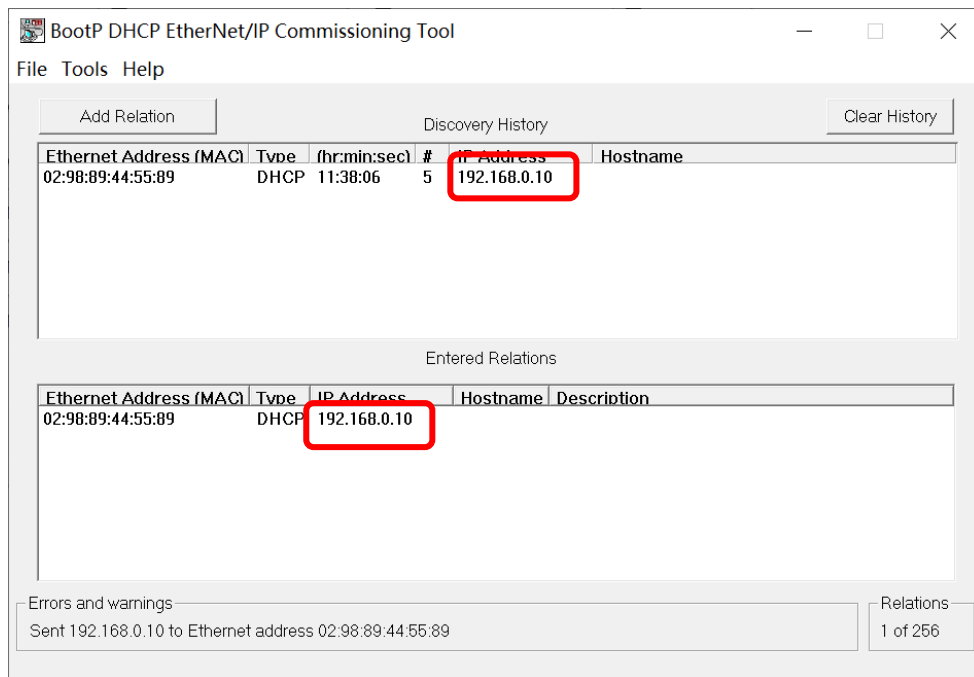 BootP DHCP EtherNet/IP Commissioning Tool
File Tools Help
Add Relation
Discovery History
Clear History
Ethernet Address (MAC) Type (hr:min:sec) # IP Address Hostname
02:98:89:44:55:89 DHCP 11:38:06 5 192.168.0.10
Entered Relations
Ethernet Address (MAC) Type IP Address Hostname Description
02:98:89:44:55:89 DHCP 192.168.0.10
Errors and warnings
Sent 192.168.0.10 to Ethernet address 02:98:89:44:55:89
Relations
1 of 256